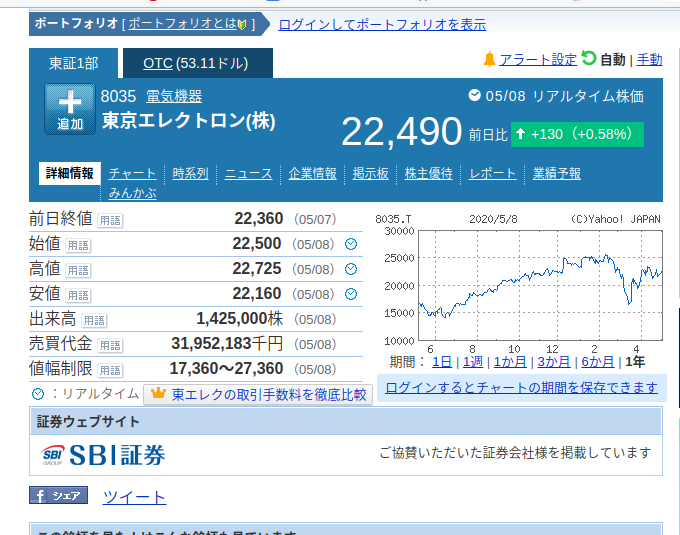 ポートフォリオ [ ポートフォリオとは ] ログインしてポートフォリオを表示
東証1部 OTC (53.11ドル) アラート設定 自動 | 手動
追加 8035 電気機器 05/08 リアルタイム株価
東京エレクトロン(株)
22,490 前日比 +130（+0.58%）
詳細情報 チャート 時系列 ニュース 企業情報 掲示板 株主優待 レポート 業績予報
みんかぶ
前日終値 用語 22,360 （05/07）
始値 用語 22,500 （05/08）
高値 用語 22,725 （05/08）
安値 用語 22,160 （05/08）
出来高 用語 1,425,000株 （05/08）
売買代金 用語 31,952,183千円 （05/08）
値幅制限 用語 17,360～27,360 （05/08）
：リアルタイム 東エレクの取引手数料を徹底比較
8035.T 2020/5/8 (C)Yahoo! JAPAN
30000
25000
20000
15000
10000
6 8 10 12 2 4
期間： 1日 | 1週 | 1か月 | 3か月 | 6か月 | 1年
ログインするとチャートの期間を保存できます
証券ウェブサイト
SBI GROUP SBI証券 ご協賛いただいた証券会社様を掲載しています
f シェア ツイート